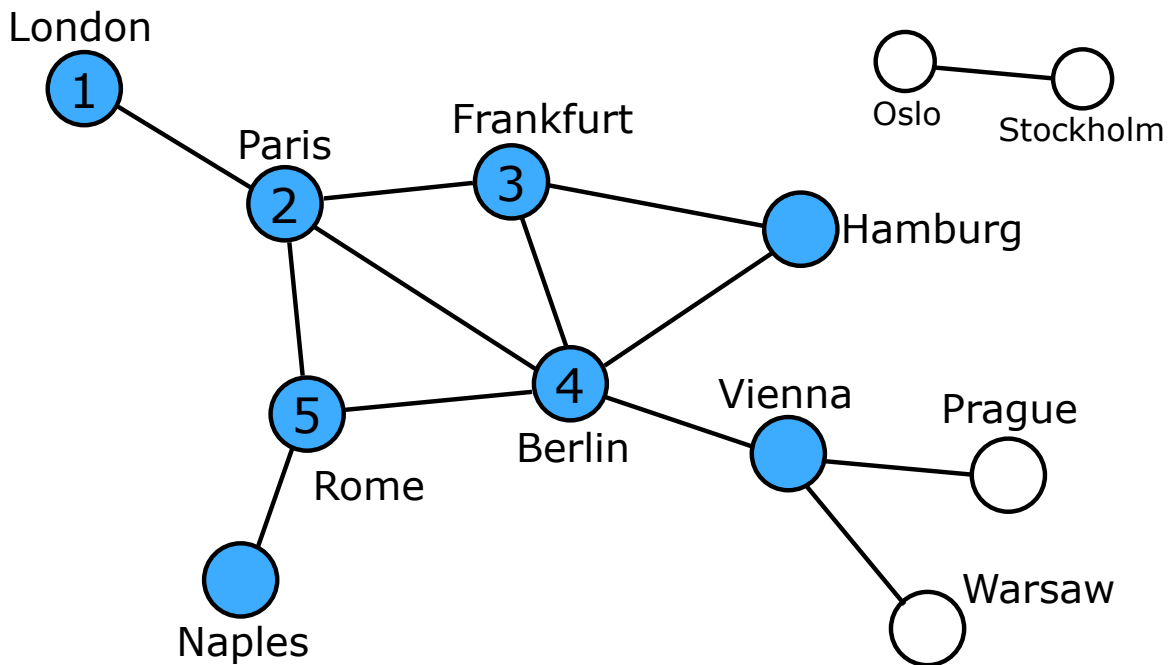 London
1
Oslo
Stockholm
Frankfurt
Paris
3
2
Hamburg
4
Vienna
Prague
5
Berlin
Rome
Warsaw
Naples